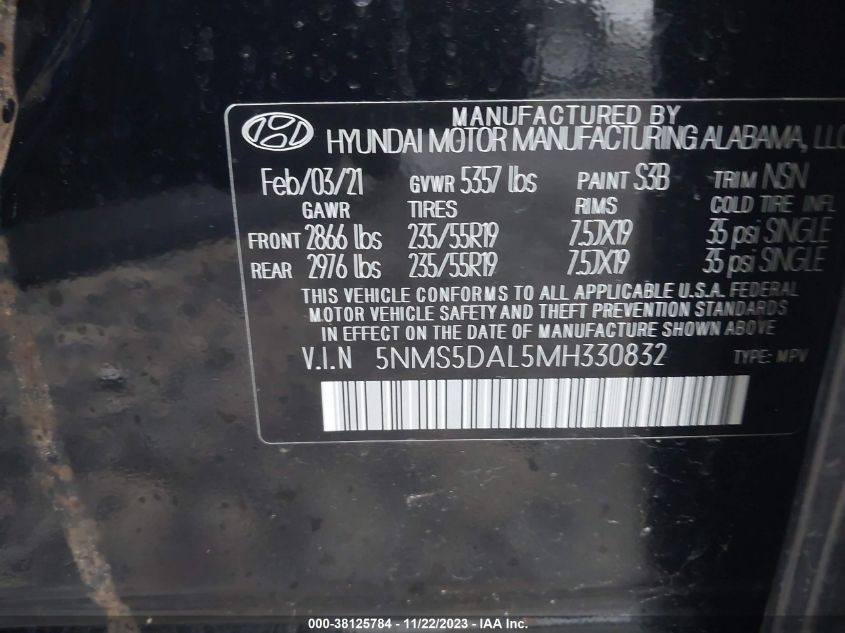 MANUFACTURED BY
HYUNDAI MOTOR MANUFACTURING ALABAMA, LLC
Feb/03/21 GVWR 5357 lbs PAINT S3B TRIM NSN
GAWR TIRES RIMS COLD TIRE INFL
FRONT 2866 lbs 235/55R19 7.5JX19 35 psi SINGLE
REAR 2976 lbs 235/55R19 7.5JX19 35 psi SINGLE
THIS VEHICLE CONFORMS TO ALL APPLICABLE U.S.A. FEDERAL
MOTOR VEHICLE SAFETY AND THEFT PREVENTION STANDARDS
IN EFFECT ON THE DATE OF MANUFACTURE SHOWN ABOVE
V.I.N 5NMS5DAL5MH330832 TYPE: MPV
000-38125784 - 11/22/2023 - © IAA, Inc.